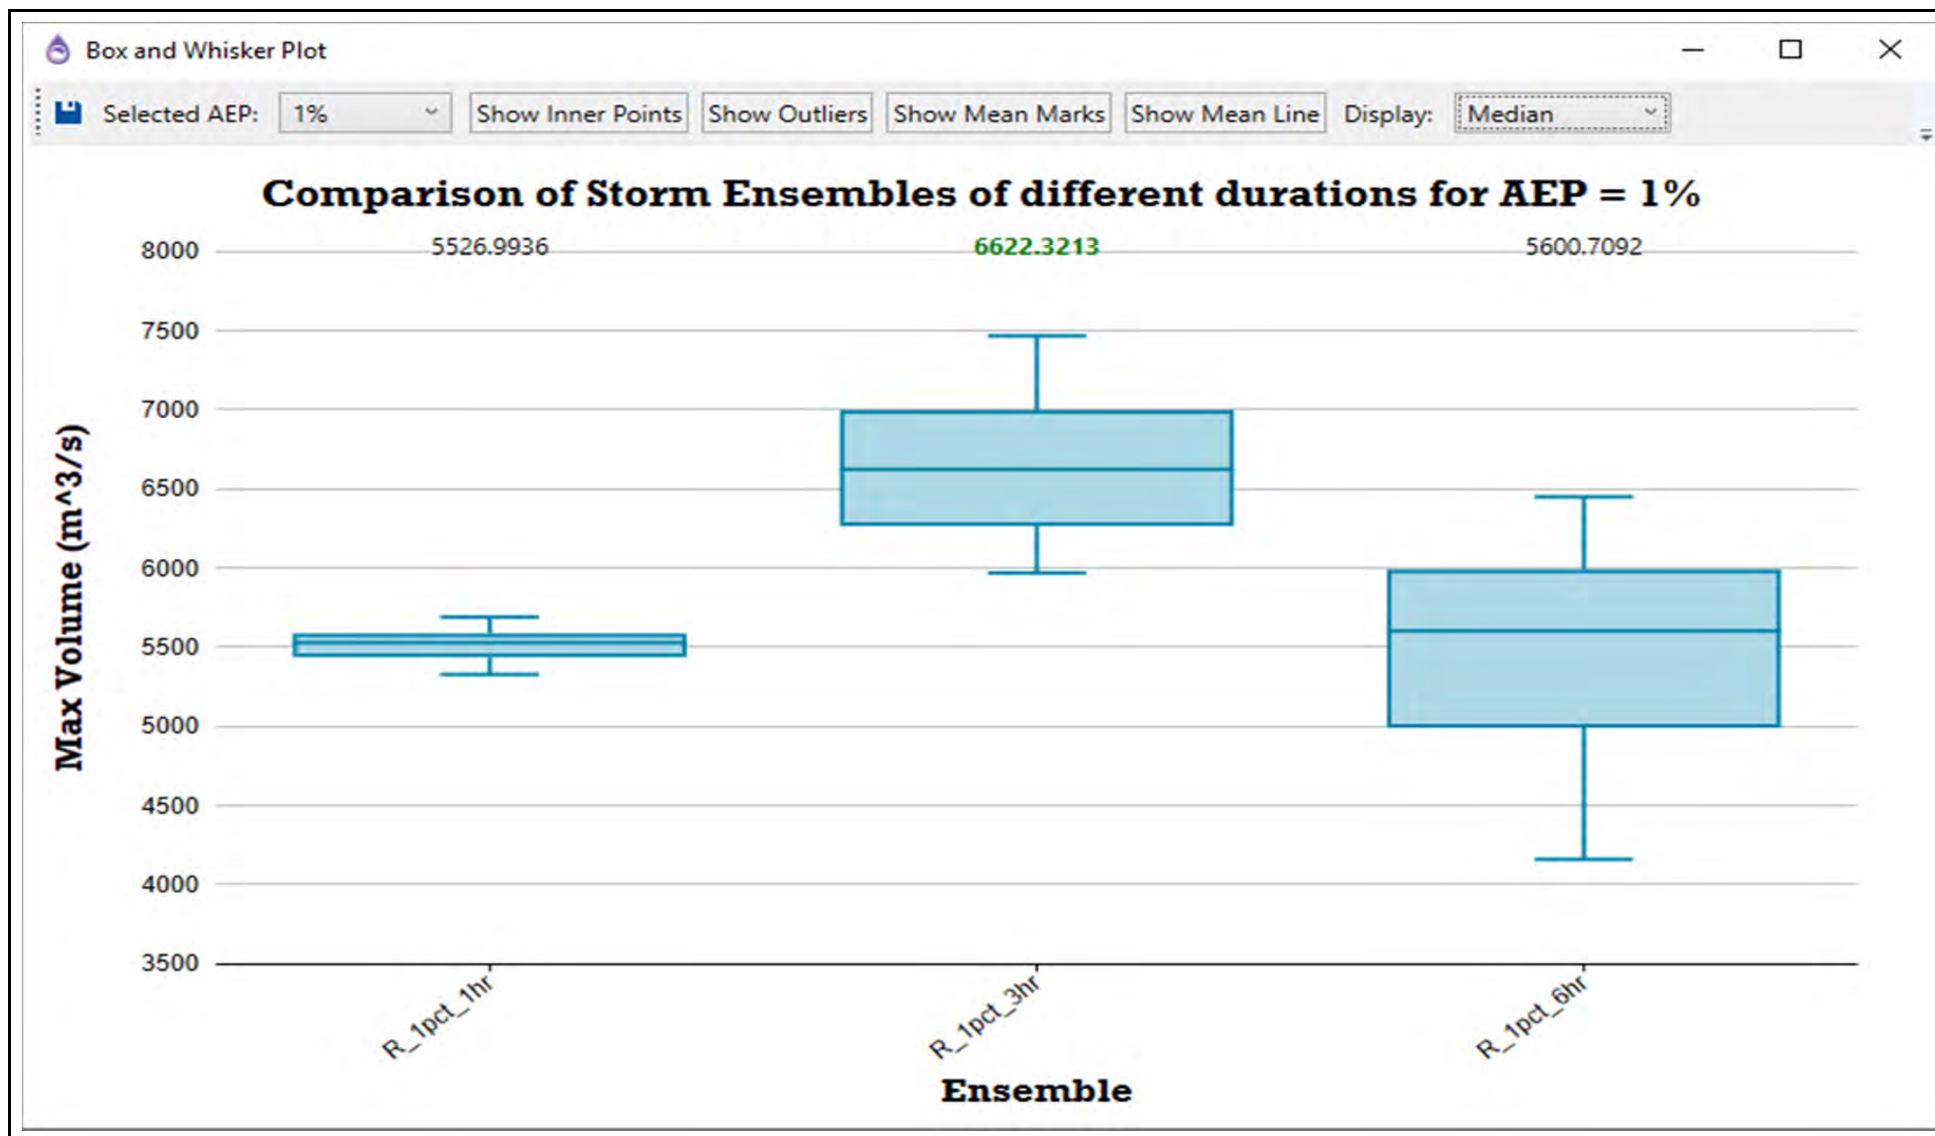 Box and Whisker Plot
Selected AEP: 1% Show Inner Points Show Outliers Show Mean Marks Show Mean Line Display: Median
Comparison of Storm Ensembles of different durations for AEP = 1%
5526.9936 6622.3213 5600.7092
8000
7500
7000
6500
6000
5500
5000
4500
4000
3500
Max Volume (m^3/s)
R_1pct_1hr R_1pct_3hr R_1pct_6hr
Ensemble